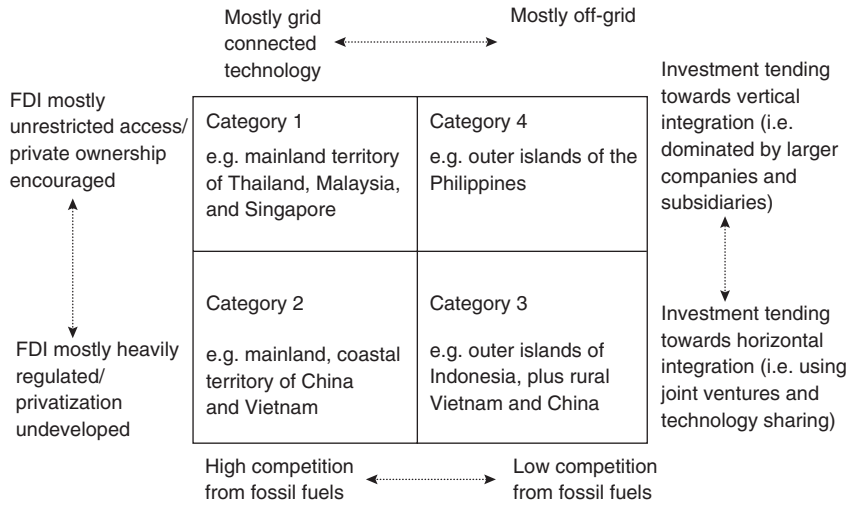 Mostly grid
connected
technology
Mostly off-grid
FDI mostly
unrestricted access/
private ownership
encouraged
Category 1
e.g. mainland territory
of Thailand, Malaysia,
and Singapore
Category 4
e.g. outer islands of the
Philippines
Investment tending
towards vertical
integration (i.e.
dominated by larger
companies and
subsidiaries)
FDI mostly heavily
regulated/
privatization
undeveloped
Category 2
e.g. mainland, coastal
territory of China
and Vietnam
Category 3
e.g. outer islands of
Indonesia, plus rural
Vietnam and China
Investment tending
towards horizontal
integration (i.e. using
joint ventures and
technology sharing)
High competition
from fossil fuels
Low competition
from fossil fuels